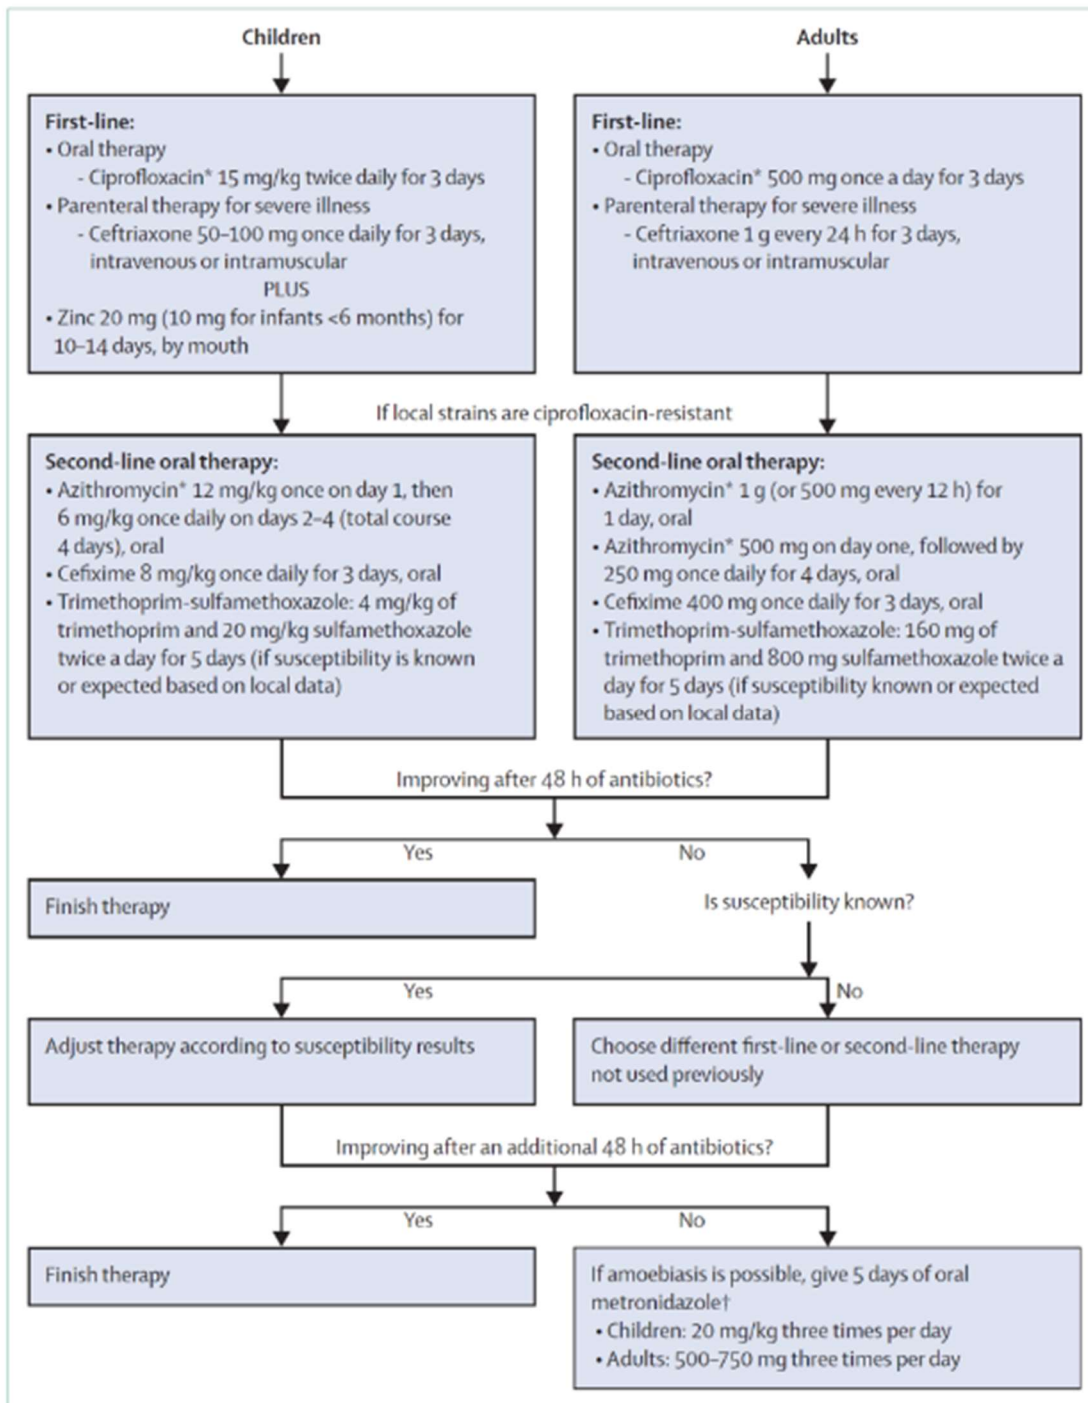 Children
First-line:
• Oral therapy
- Ciprofloxacin* 15 mg/kg twice daily for 3 days
• Parenteral therapy for severe illness
- Ceftriaxone 50–100 mg once daily for 3 days,
intravenous or intramuscular
PLUS
• Zinc 20 mg (10 mg for infants <6 months) for
10–14 days, by mouth
Adults
First-line:
• Oral therapy
- Ciprofloxacin* 500 mg once a day for 3 days
• Parenteral therapy for severe illness
- Ceftriaxone 1 g every 24 h for 3 days,
intravenous or intramuscular
If local strains are ciprofloxacin-resistant
Second-line oral therapy:
• Azithromycin* 12 mg/kg once on day 1, then
6 mg/kg once daily on days 2–4 (total course
4 days), oral
• Cefixime 8 mg/kg once daily for 3 days, oral
• Trimethoprim-sulfamethoxazole: 4 mg/kg of
trimethoprim and 20 mg/kg sulfamethoxazole
twice a day for 5 days (if susceptibility is known
or expected based on local data)
Second-line oral therapy:
• Azithromycin* 1 g (or 500 mg every 12 h) for
1 day, oral
• Azithromycin* 500 mg on day one, followed by
250 mg once daily for 4 days, oral
• Cefixime 400 mg once daily for 3 days, oral
• Trimethoprim-sulfamethoxazole: 160 mg of
trimethoprim and 800 mg sulfamethoxazole twice a
day for 5 days (if susceptibility known or expected
based on local data)
Improving after 48 h of antibiotics?
Yes
No
Finish therapy
Is susceptibility known?
Yes
No
Adjust therapy according to susceptibility results
Choose different first-line or second-line therapy
not used previously
Improving after an additional 48 h of antibiotics?
Yes
No
Finish therapy
If amoebiasis is possible, give 5 days of oral
metronidazole†
• Children: 20 mg/kg three times per day
• Adults: 500–750 mg three times per day